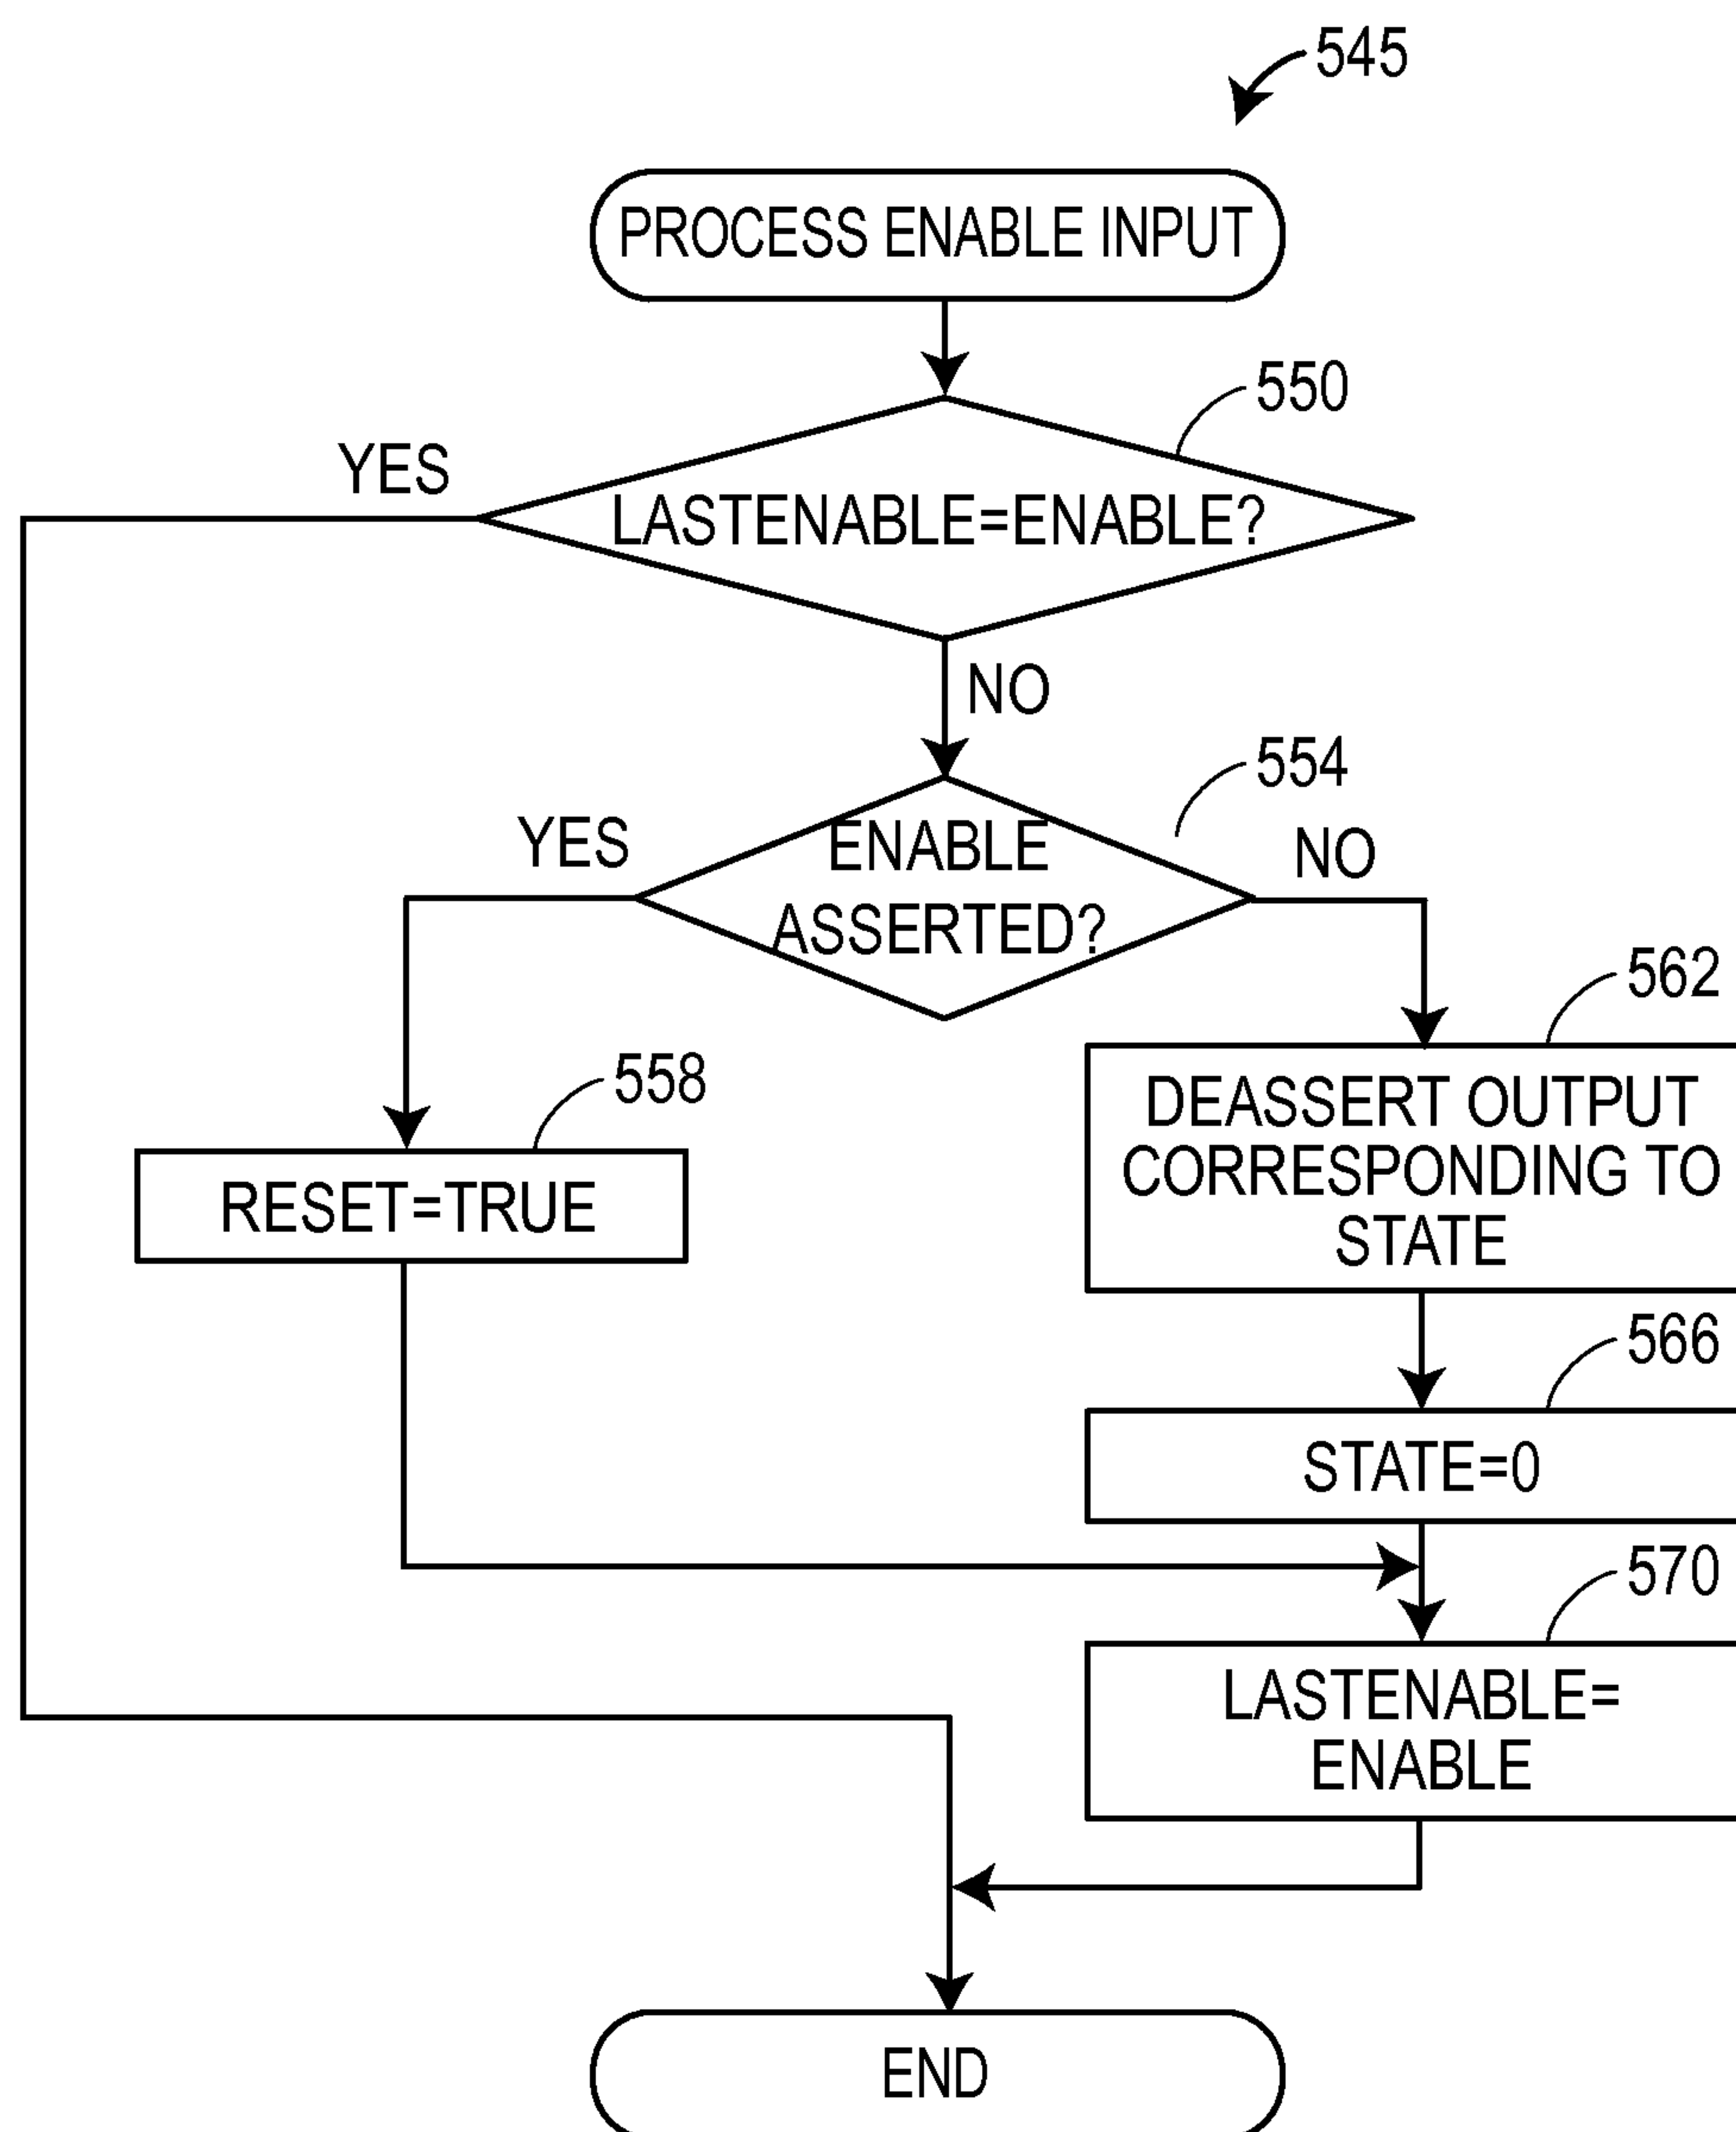 545
PROCESS ENABLE INPUT
550
YES
LASTENABLE=ENABLE?
NO
554
YES
ENABLE
NO
ASSERTED?
562
558
DEASSERT OUTPUT
CORRESPONDING TO
STATE
RESET=TRUE
566
STATE=0
570
LASTENABLE=
ENABLE
END